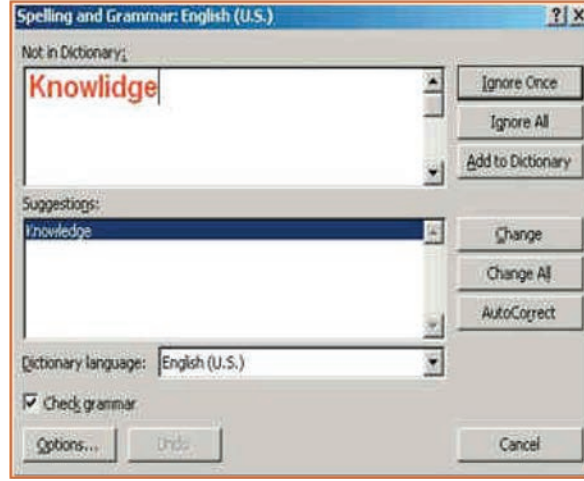 Spelling and Grammar: English (U.S.)
Not in Dictionary:
Knowlidge
Ignore Once
Ignore All
Add to Dictionary
Suggestions:
Knowledge
Change
Change All
AutoCorrect
Dictionary language: English (U.S.)
Check grammar
Options... Undo Cancel